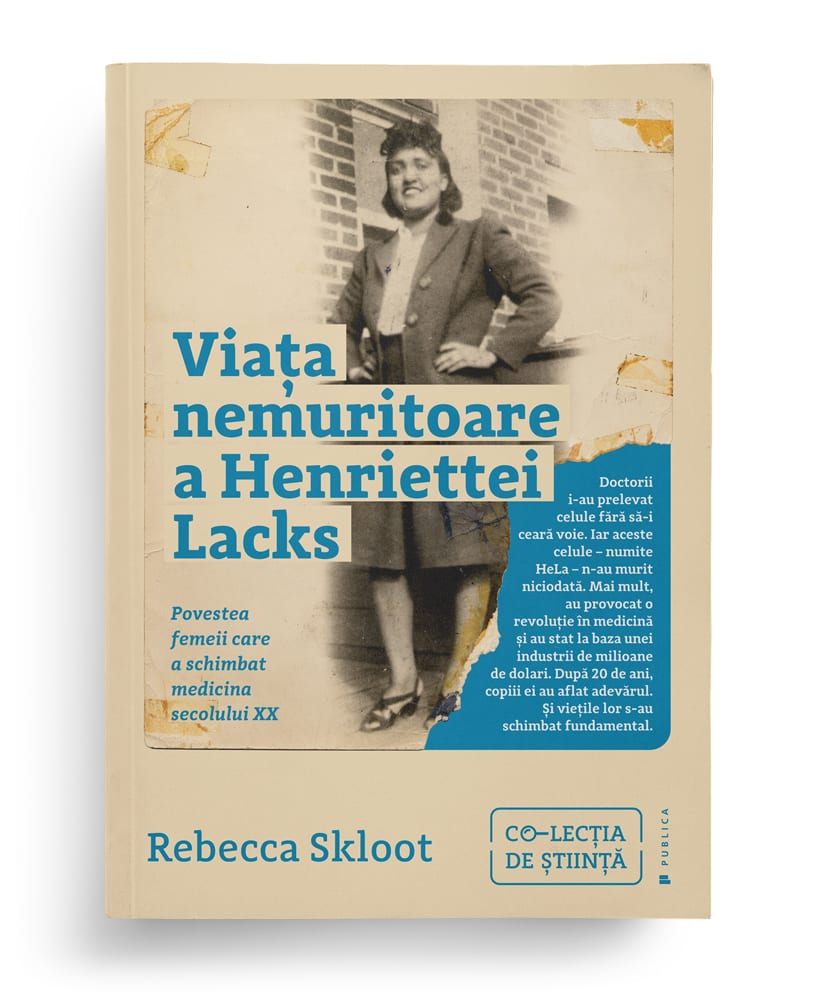 Viața
nemuritoare
a Henriettei
Lacks
Povestea
femeii care
a schimbat
medicina
secolului XX
Doctorii
i-au prelevat
celule fără să-i
ceară voie. Iar aceste
celule – numite
HeLa – n-au murit
niciodată. Mai mult,
au provocat o
revoluție în medicină
și au stat la baza unei
industrii de milioane
de dolari. După 20 de ani,
copiii ei au aflat adevărul.
Și viețile lor s-au
schimbat fundamental.
Rebecca Skloot
CO-LECȚIA
DE ȘTIINȚĂ
PUBLICA